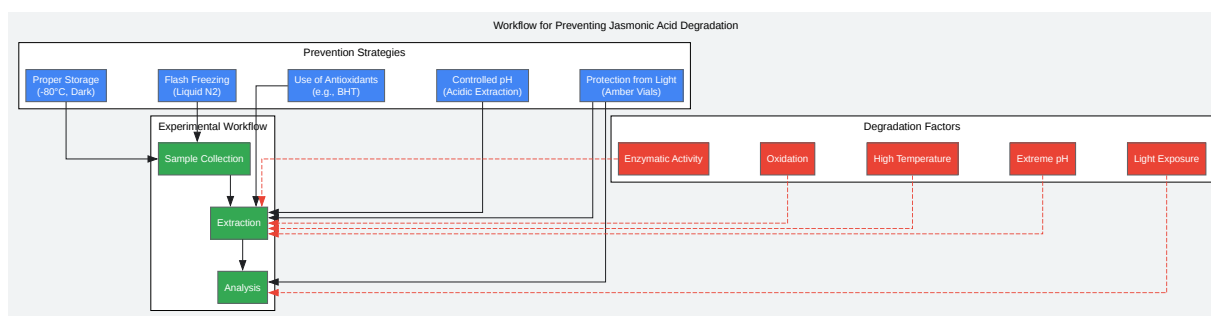 Workflow for Preventing Jasmonic Acid Degradation
Prevention Strategies
Proper Storage
(-80°C, Dark)
Flash Freezing
(Liquid N2)
Use of Antioxidants
(e.g., BHT)
Controlled pH
(Acidic Extraction)
Protection from Light
(Amber Vials)
Experimental Workflow
Degradation Factors
Sample Collection
Enzymatic Activity
Oxidation
High Temperature
Extreme pH
Light Exposure
Extraction
Analysis